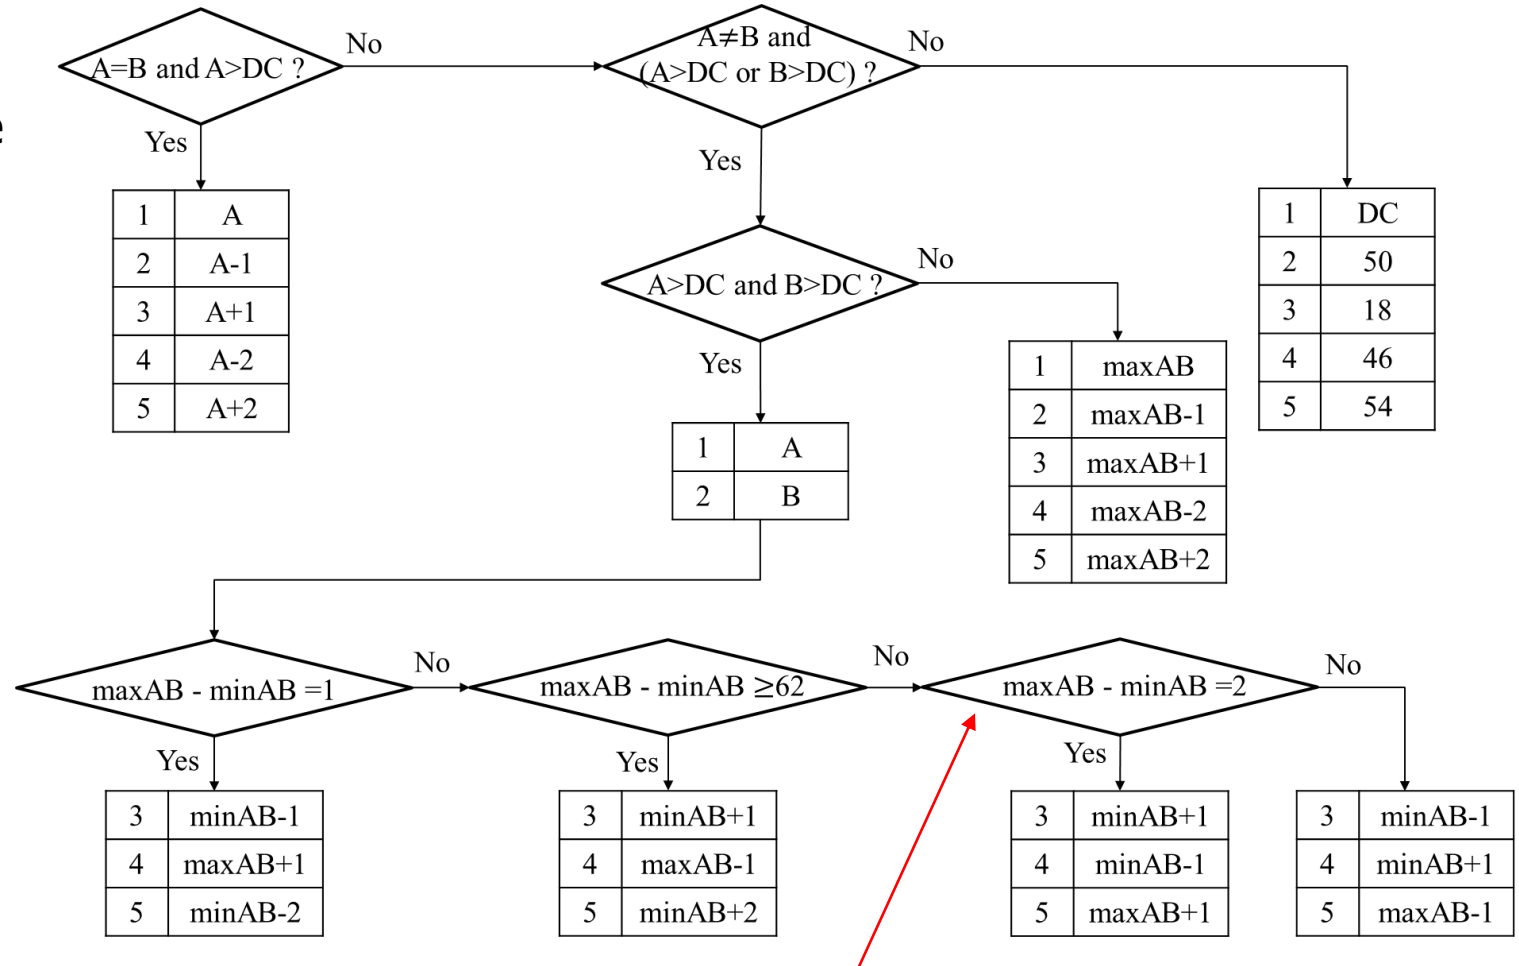 A=B and A>DC ?
No
A≠B and
(A>DC or B>DC) ?
No
e
Yes
Yes
1 A
2 A-1
3 A+1
4 A-2
5 A+2
1 DC
2 50
3 18
4 46
5 54
A>DC and B>DC ?
No
Yes
1 maxAB
2 maxAB-1
3 maxAB+1
4 maxAB-2
5 maxAB+2
1 A
2 B
maxAB - minAB =1
No
maxAB - minAB ≥62
No
maxAB - minAB =2
No
Yes
Yes
Yes
3 minAB-1
4 maxAB+1
5 minAB-2
3 minAB+1
4 maxAB-1
5 minAB+2
3 minAB+1
4 minAB-1
5 maxAB+1
3 minAB-1
4 minAB+1
5 maxAB-1